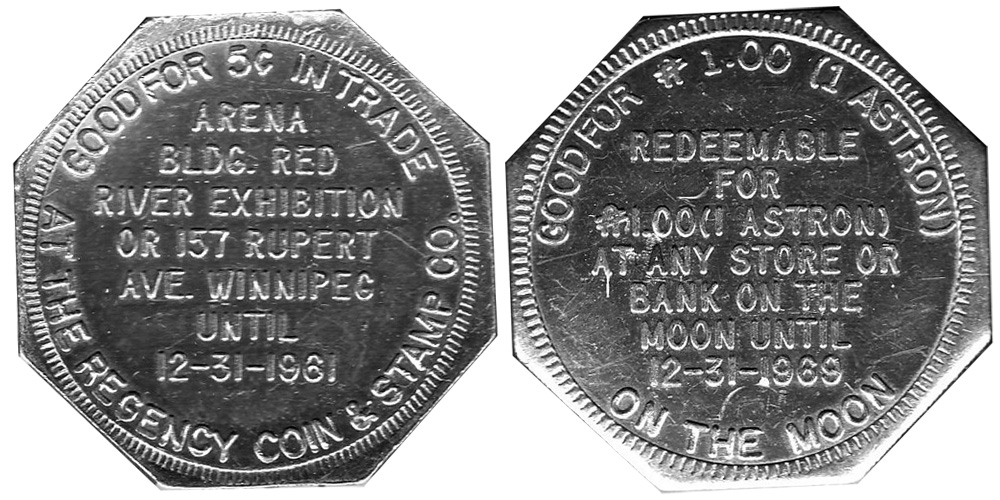 GOOD FOR 5¢ IN TRADE
ARENA
BLDG. RED
RIVER EXHIBITION
OR 157 RUPERT
AVE. WINNIPEG
UNTIL
12-31-1961
AT THE REGENCY COIN & STAMP CO.
GOOD FOR $1.00 (1 ASTRON)
REDEEMABLE
FOR
$1.00 (1 ASTRON)
AT ANY STORE OR
BANK ON THE
MOON UNTIL
12-31-1969
ON THE MOON